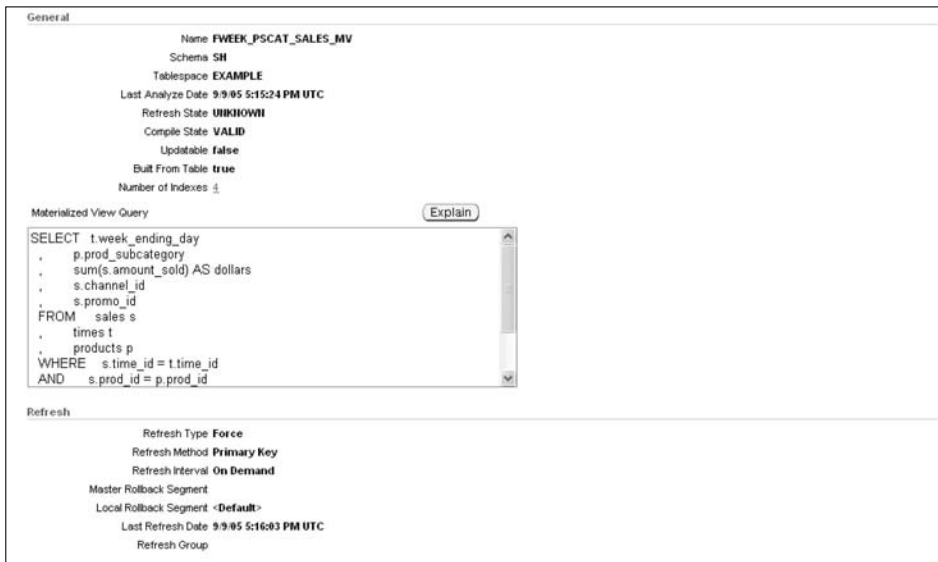 General
Name FWEEK_PSCAT_SALES_MV
Schema SH
Tablespace EXAMPLE
Last Analyze Date 9/9/05 5:15:24 PM UTC
Refresh State UNKNOWN
Compile State VALID
Updatable false
Built From Table true
Number of Indexes 4
Materialized View Query Explain
SELECT t.week_ending_day
, p.prod_subcategory
, sum(s.amount_sold) AS dollars
, s.channel_id
, s.promo_id
FROM sales s
, times t
, products p
WHERE s.time_id = t.time_id
AND s.prod_id = p.prod_id
Refresh
Refresh Type Force
Refresh Method Primary Key
Refresh Interval On Demand
Master Rollback Segment
Local Rollback Segment <Default>
Last Refresh Date 9/9/05 5:16:03 PM UTC
Refresh Group